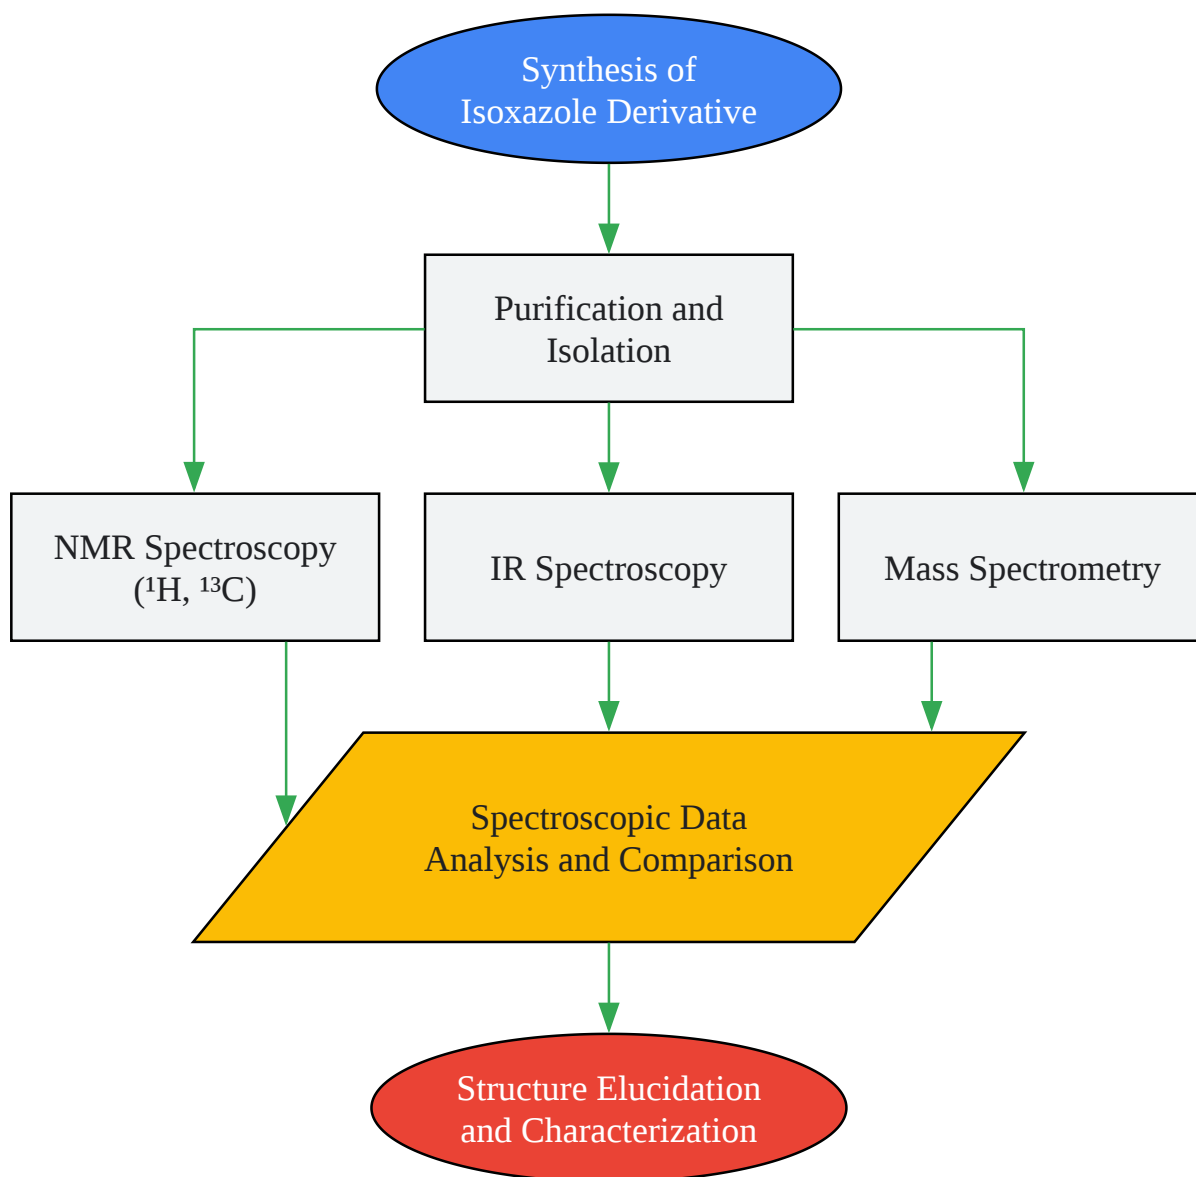 Synthesis of
Isoxazole Derivative
Purification and
Isolation
NMR Spectroscopy
(¹H, ¹³C)
IR Spectroscopy
Mass Spectrometry
Spectroscopic Data
Analysis and Comparison
Structure Elucidation
and Characterization